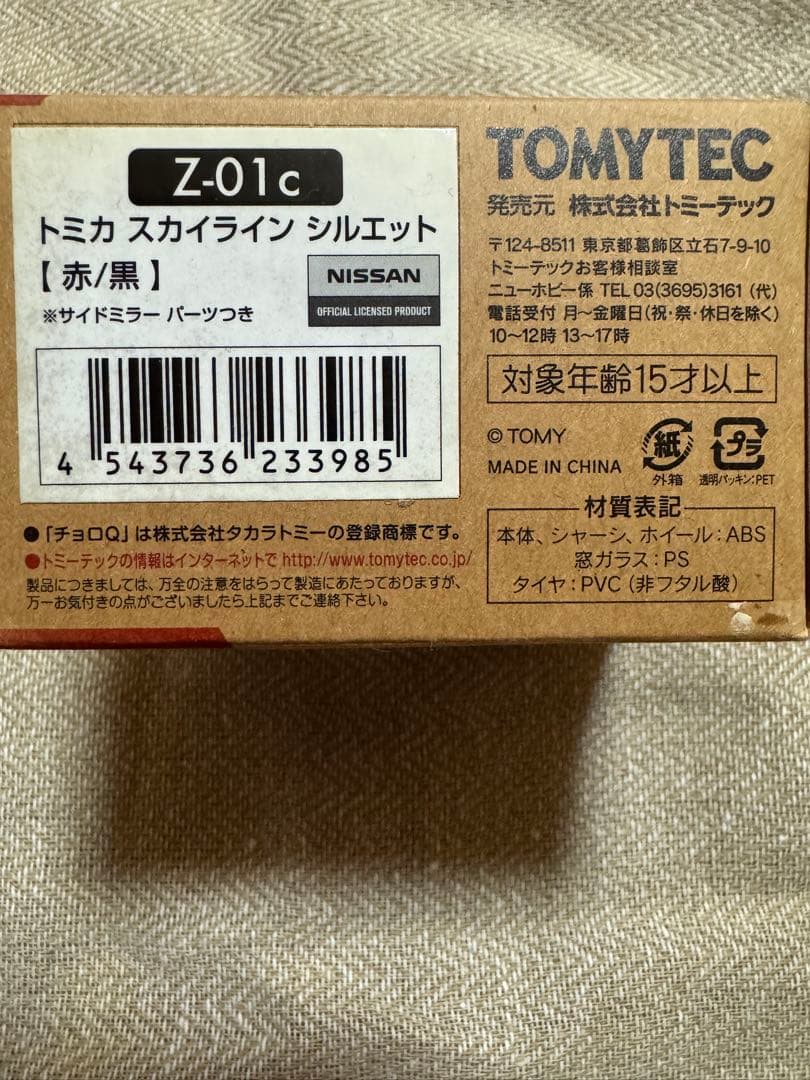 Z-01c
トミカ スカイライン シルエット
【 赤/黒 】
※サイドミラー パーツつき
NISSAN
OFFICIAL LICENSED PRODUCT
4 543736 233985
TOMYTEC
発売元 株式会社トミーテック
〒124-8511 東京都葛飾区立石7-9-10
トミーテックお客様相談室
ニューホビー係 TEL 03(3695)3161 (代)
電話受付 月〜金曜日(祝・祭・休日を除く)
10〜12時 13〜17時
対象年齢15才以上
© TOMY
MADE IN CHINA
紙
外箱
プラ
透明パッキン:PET
材質表記
本体、シャーシ、ホイール:ABS
窓ガラス:PS
タイヤ:PVC (非フタル酸)
●「チョロQ」は株式会社タカラトミーの登録商標です。
●トミーテックの情報はインターネットで http://www.tomytec.co.jp/
製品につきましては、万全の注意をはらって製造にあたっておりますが、
万一お気付きの点がございましたら上記までご連絡下さい。